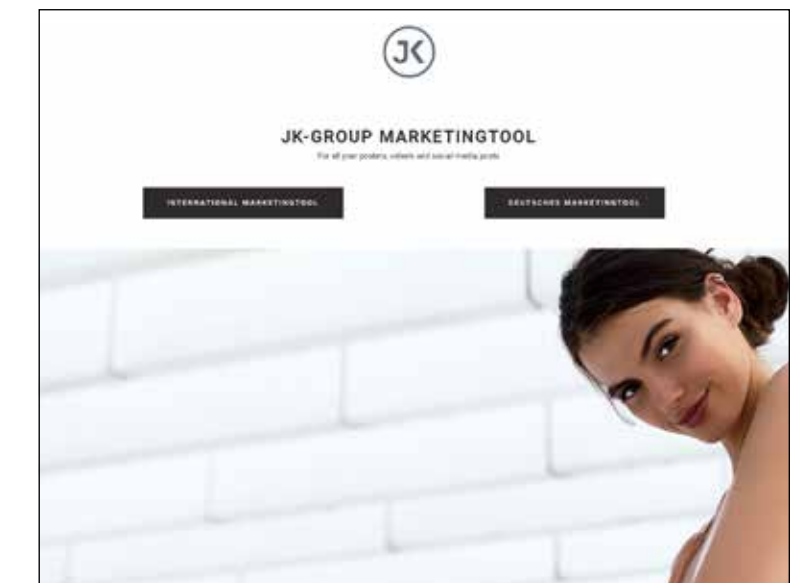 JK
JK-GROUP MARKETINGTOOL
For all your posters, videos and social media posts
INTERNATIONAL MARKETINGTOOL
DEUTSCHES MARKETINGTOOL